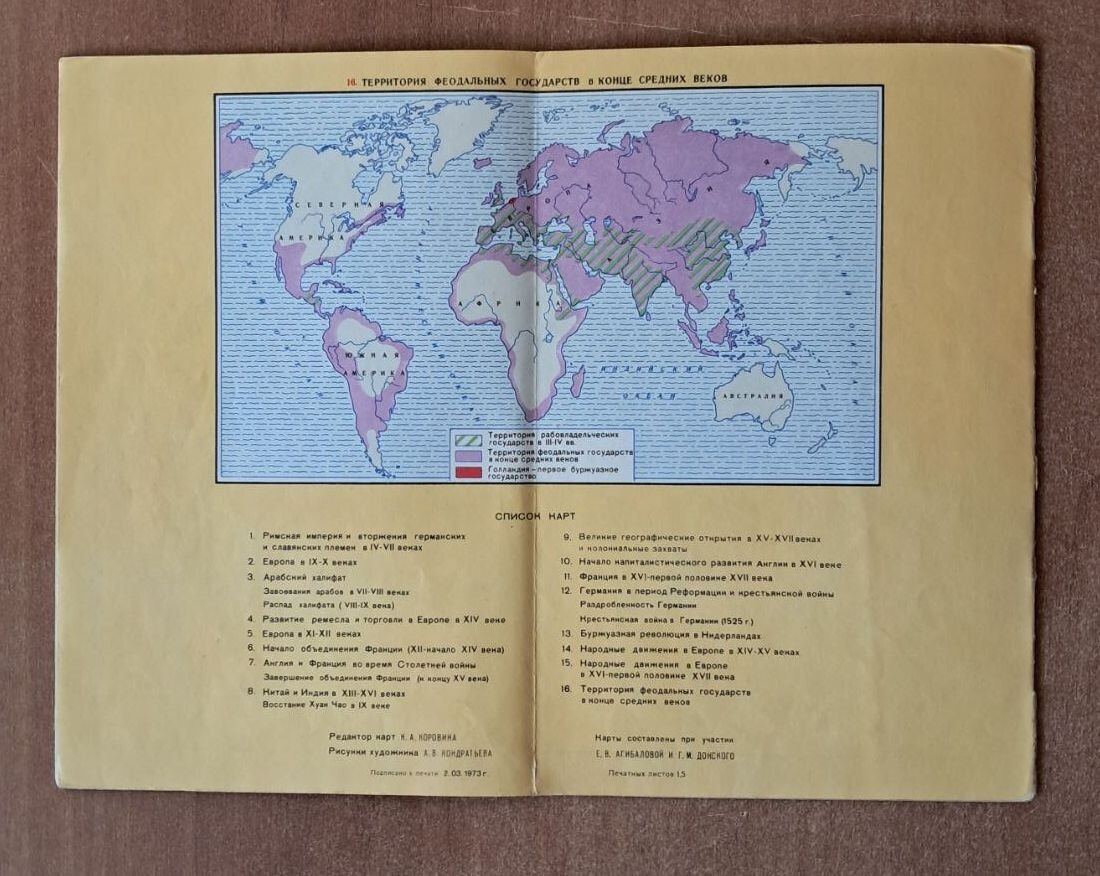 16. ТЕРРИТОРИЯ ФЕОДАЛЬНЫХ ГОСУДАРСТВ В КОНЦЕ СРЕДНИХ ВЕКОВ
СЕВЕРНАЯ
АМЕРИКА
ЕВРОПА
АЗИЯ
АФРИКА
ЮЖНАЯ
АМЕРИКА
ИНДИЙСКИЙ
ОКЕАН
АВСТРАЛИЯ
Территория рабовладельческих
государств в III-IV вв.
Территория феодальных государств
в конце средних веков
Голландия-первое буржуазное
государство
СПИСОК КАРТ
1. Римская империя и вторжения германских
и славянских племен в IV-VII веках
2. Европа в IX-X веках
3. Арабский халифат
Завоевания арабов в VII-VIII веках
Распад халифата (VIII-IX века)
4. Развитие ремесла и торговли в Европе в XIV веке
5. Европа в XI-XII веках
6. Начало объединения Франции (XII-начало XIV века)
7. Англия и Франция во время Столетней войны
Завершение объединения Франции (к концу XV века)
8. Китай и Индия в XIII-XVI веках
Восстание Хуан Чао в IX веке
9. Великие географические открытия в XV-XVII веках
и колониальные захваты
10. Начало капиталистического развития Англии в XVI веке
11. Франция в XVI-первой половине XVII века
12. Германия в период Реформации и крестьянской войны
Раздробленность Германии
Крестьянская война в Германии (1525 г.)
13. Буржуазная революция в Нидерландах
14. Народные движения в Европе в XIV-XV веках
15. Народные движения в Европе
в XVI-первой половине XVII века
16. Территория феодальных государств
в конце средних веков
Редактор карт К. А. КОРОВИНА
Рисунки художника А. В. КОНДРАТЬЕВА
Подписано к печати 2.03.1973 г.
Карты составлены при участии
Е. В. АГИБАЛОВОЙ И Г. М. ДОНСКОГО
Печатных листов 1,5